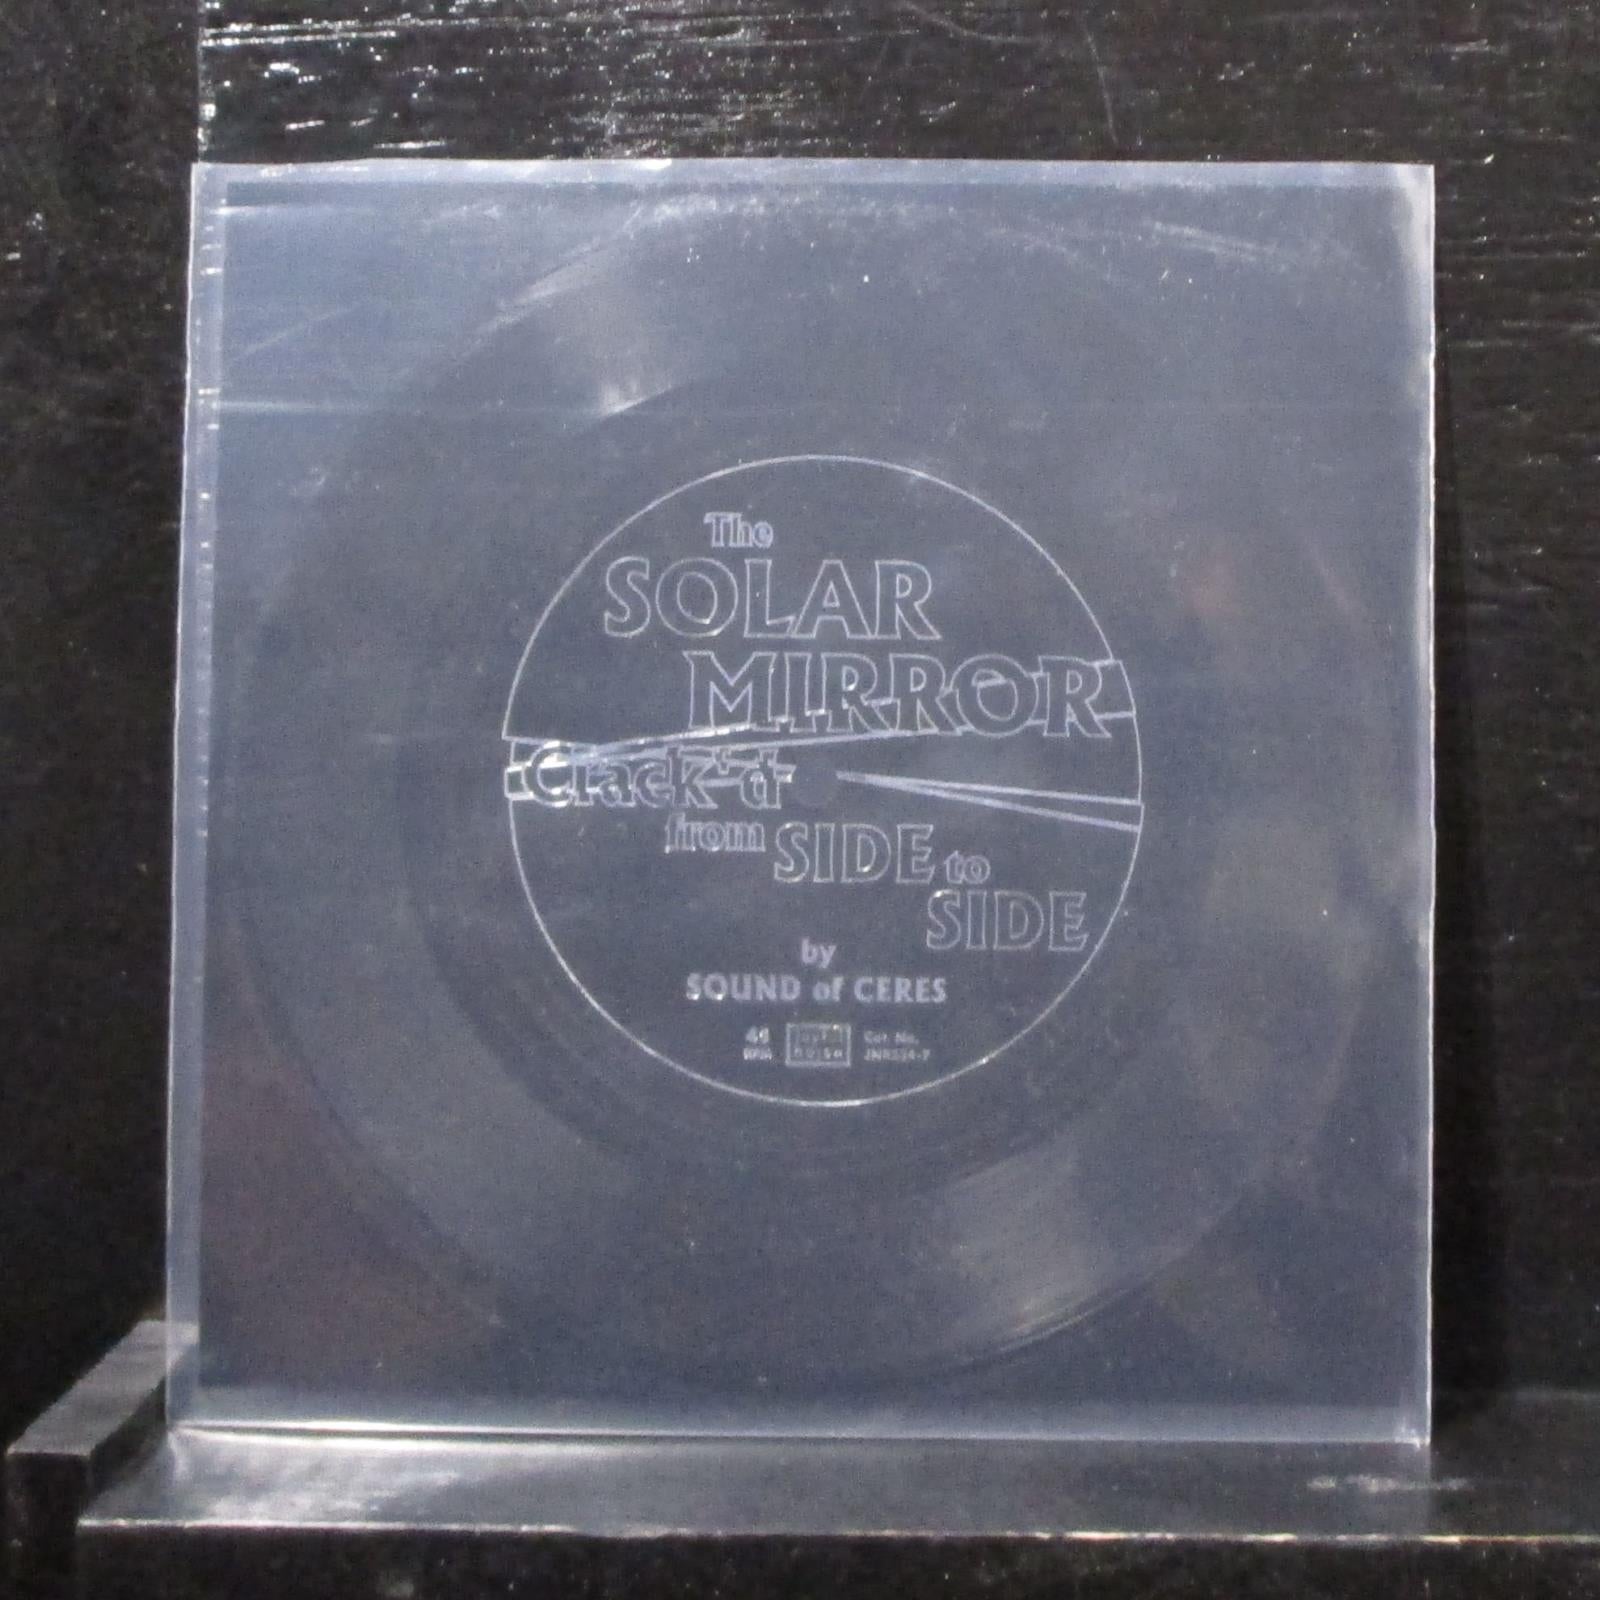 The
SOLAR
MIRROR
Crack'd
from SIDE to
SIDE
by
SOUND of CERES
45 Cat. No.
RPM